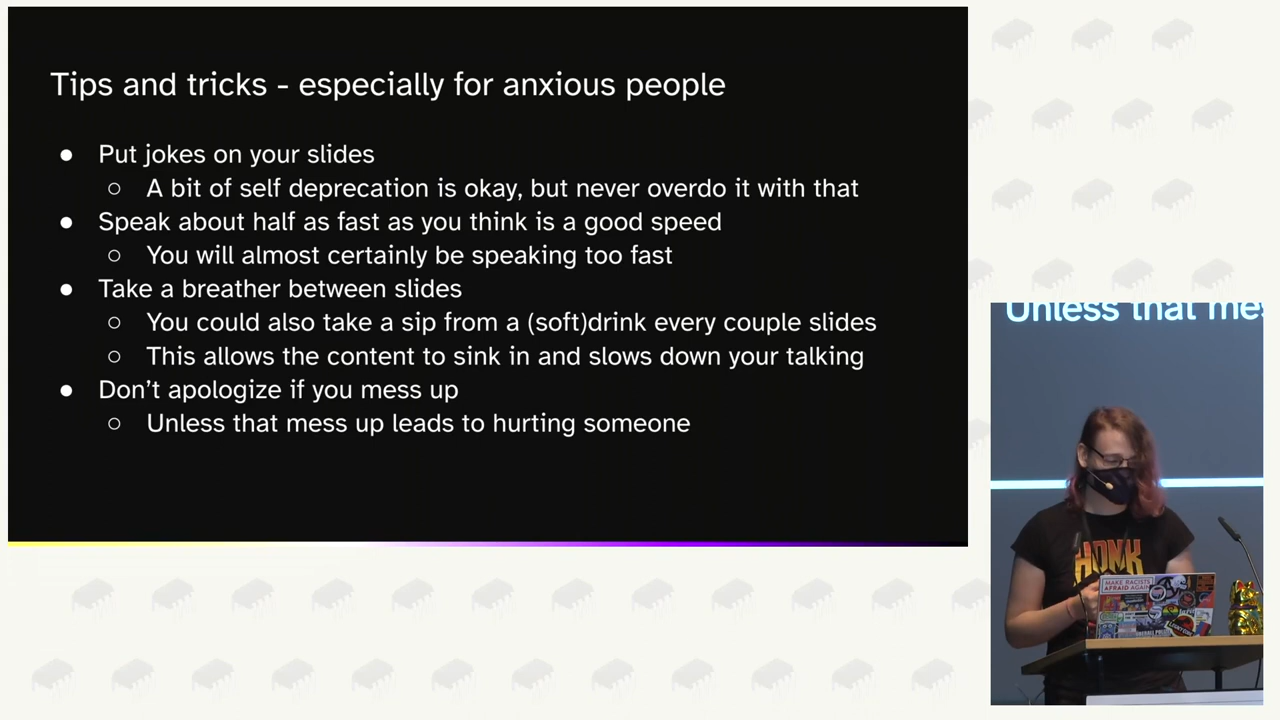 Tips and tricks - especially for anxious people
● Put jokes on your slides
○ A bit of self deprecation is okay, but never overdo it with that
● Speak about half as fast as you think is a good speed
○ You will almost certainly be speaking too fast
● Take a breather between slides
○ You could also take a sip from a (soft)drink every couple slides
○ This allows the content to sink in and slows down your talking
● Don’t apologize if you mess up
○ Unless that mess up leads to hurting someone
Unless that mes
HONK
MAKE RACISTS
AFRAID AGAIN